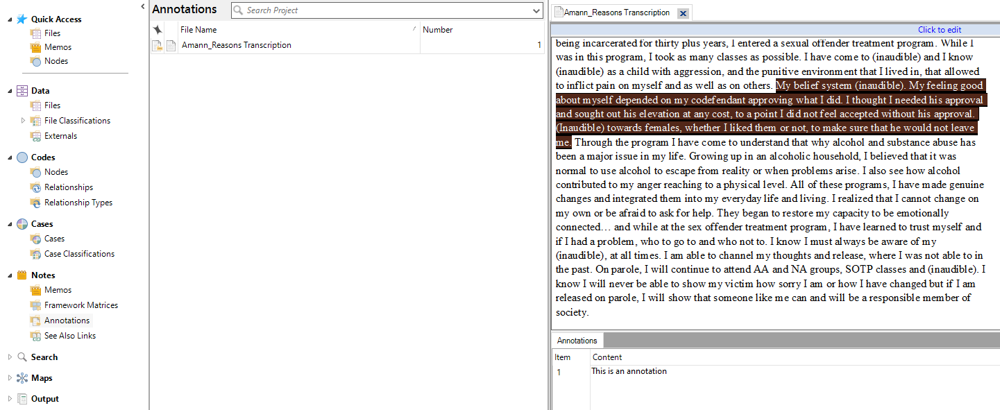 Quick Access
Files
Memos
Nodes
Data
Files
File Classifications
Externals
Codes
Nodes
Relationships
Relationship Types
Cases
Cases
Case Classifications
Notes
Memos
Framework Matrices
Annotations
See Also Links
Search
Maps
Output
Annotations
Search Project
File Name
Number
Amann_Reasons Transcription
1
Amann_Reasons Transcription
Click to edit
being incarcerated for thirty plus years, I entered a sexual offender treatment program. While I
was in this program, I took as many classes as possible. I have come to (inaudible) and I know
(inaudible) as a child with aggression, and the punitive environment that I lived in, that allowed
to inflict pain on myself and as well as on others. My belief system (inaudible). My feeling good
about myself depended on my codefendant approving what I did. I thought I needed his approval
and sought out his elevation at any cost, to a point I did not feel accepted without his approval.
(Inaudible) towards females, whether I liked them or not, to make sure that he would not leave
me. Through the program I have come to understand that why alcohol and substance abuse has
been a major issue in my life. Growing up in an alcoholic household, I believed that it was
normal to use alcohol to escape from reality or when problems arise. I also see how alcohol
contributed to my anger reaching to a physical level. All of these programs, I have made genuine
changes and integrated them into my everyday life and living. I realized that I cannot change on
my own or be afraid to ask for help. They began to restore my capacity to be emotionally
connected… and while at the sex offender treatment program, I have learned to trust myself and
if I had a problem, who to go to and who not to. I know I must always be aware of my
(inaudible), at all times. I am able to channel my thoughts and release, where I was not able to in
the past. On parole, I will continue to attend AA and NA groups, SOTP classes and (inaudible). I
know I will never be able to show my victim how sorry I am or how I have changed but if I am
released on parole, I will show that someone like me can and will be a responsible member of
society.
Annotations
Item
Content
1
This is an annotation